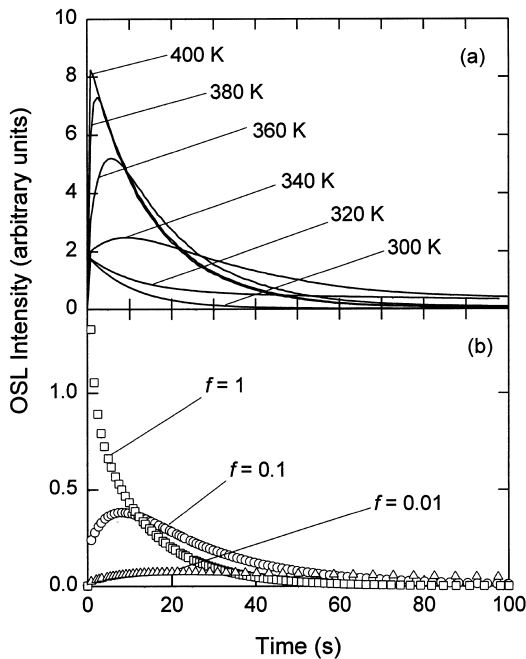 OSL Intensity (arbitrary units)
10
8
6
4
2
0
(a)
400 K
380 K
360 K
340 K
320 K
300 K
1.0
0.5
0.0
(b)
f = 1
f = 0.1
f = 0.01
0 20 40 60 80 100
Time (s)